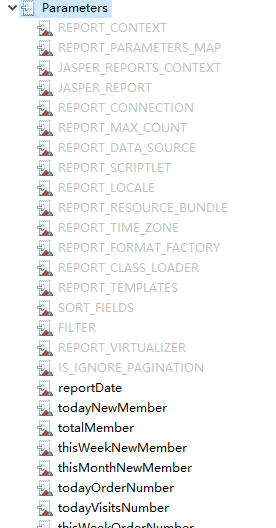 Parameters
REPORT_CONTEXT
REPORT_PARAMETERS_MAP
JASPER_REPORTS_CONTEXT
JASPER_REPORT
REPORT_CONNECTION
REPORT_MAX_COUNT
REPORT_DATA_SOURCE
REPORT_SCRIPTLET
REPORT_LOCALE
REPORT_RESOURCE_BUNDLE
REPORT_TIME_ZONE
REPORT_FORMAT_FACTORY
REPORT_CLASS_LOADER
REPORT_TEMPLATES
SORT_FIELDS
FILTER
REPORT_VIRTUALIZER
IS_IGNORE_PAGINATION
reportDate
todayNewMember
totalMember
thisWeekNewMember
thisMonthNewMember
todayOrderNumber
todayVisitsNumber
thisWeekOrderNumber